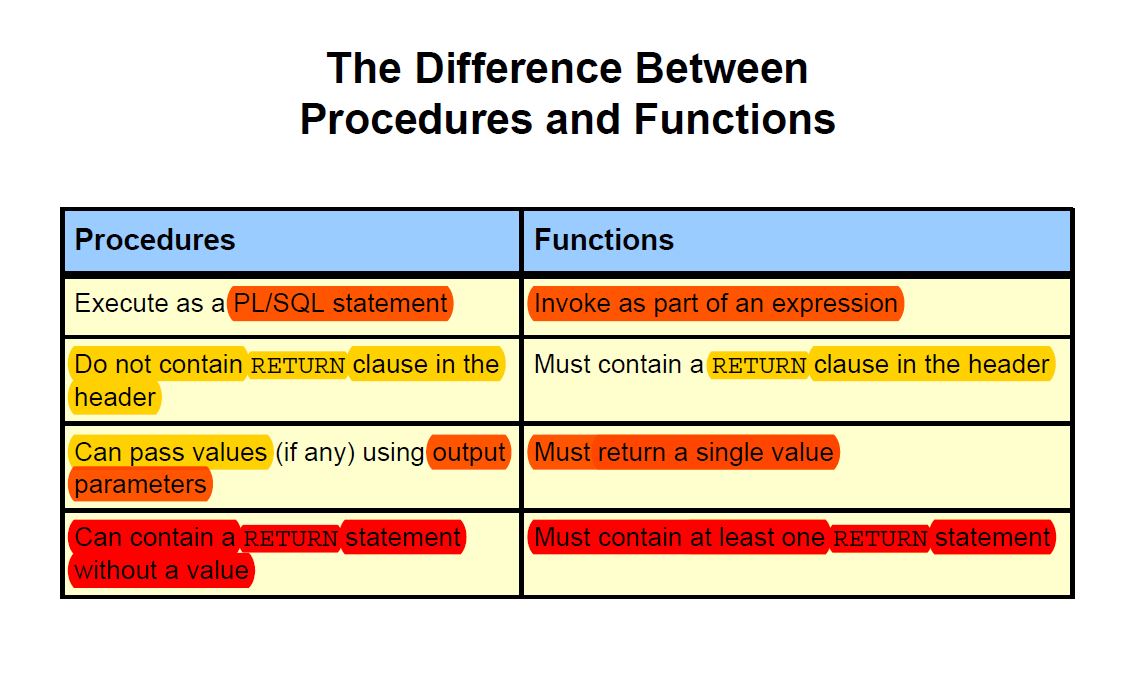 The Difference Between
Procedures and Functions
Procedures
Functions
Execute as a PL/SQL statement
Invoke as part of an expression
Do not contain RETURN clause in the
header
Must contain a RETURN clause in the header
Can pass values (if any) using output
parameters
Must return a single value
Can contain a RETURN statement
without a value
Must contain at least one RETURN statement